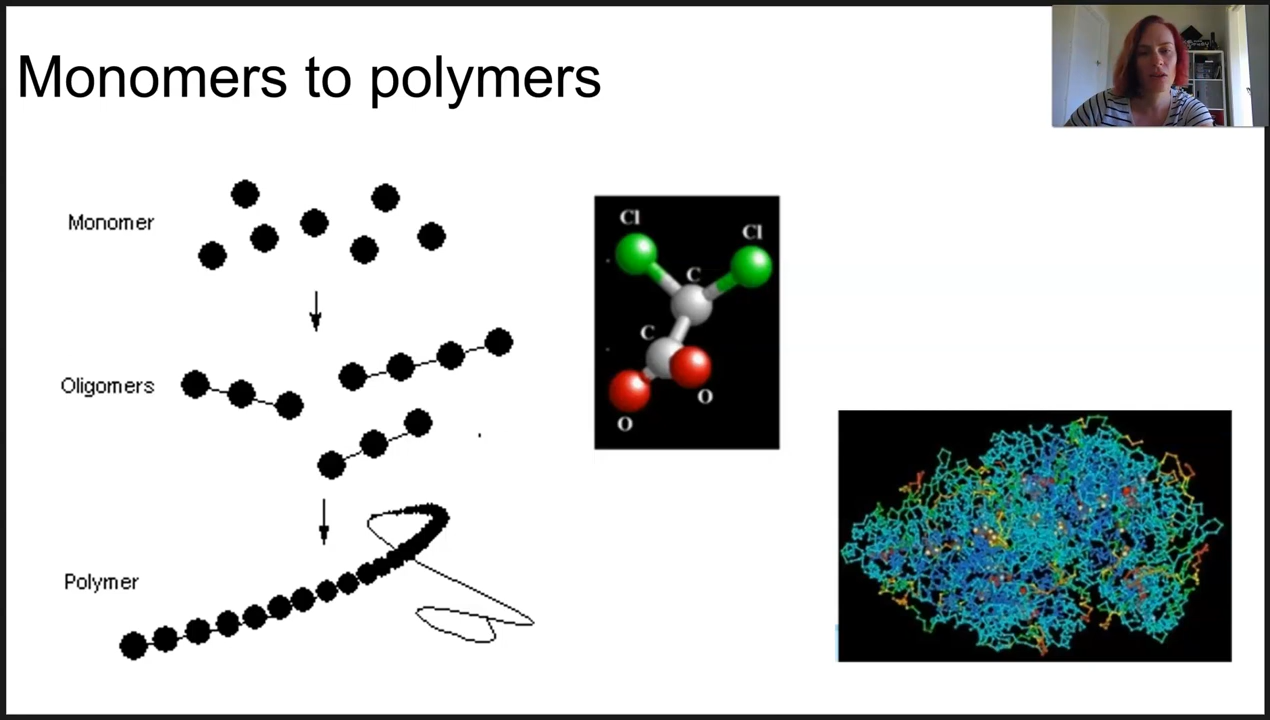 Monomers to polymers
Monomer
Oligomers
Polymer
Cl
Cl
C
C
O
O